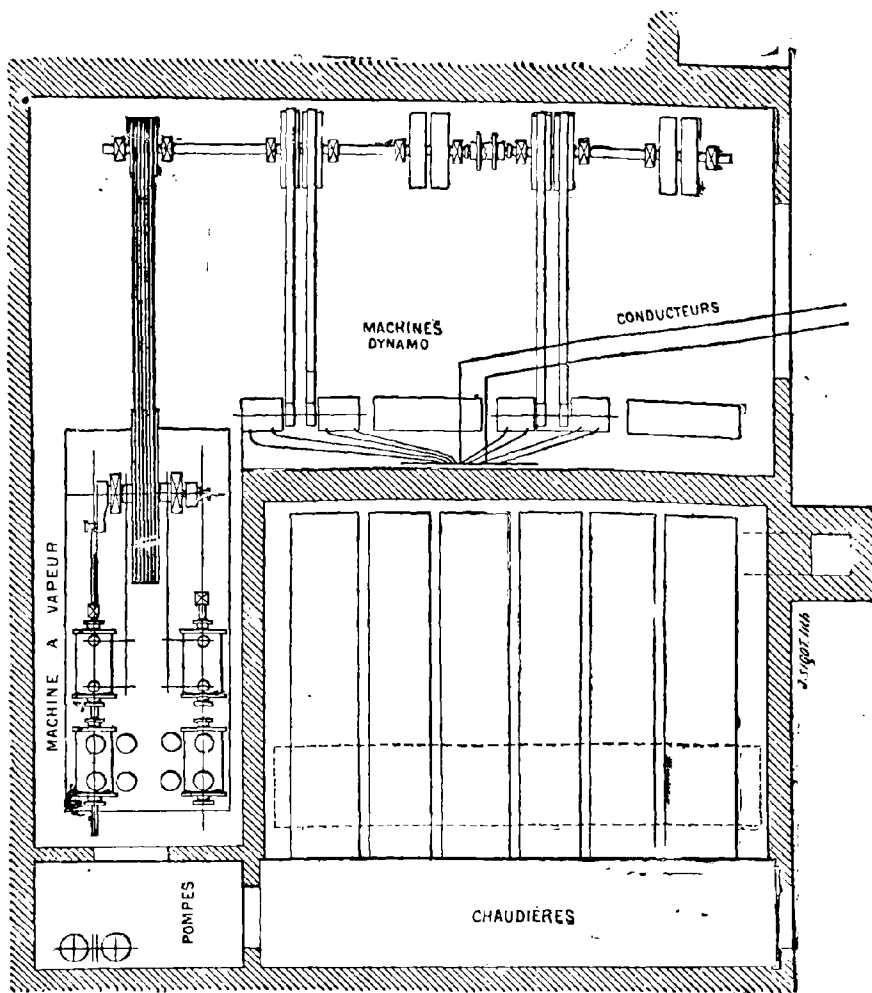 MACHINES
DYNAMO
CONDUCTEURS
MACHINE A VAPEUR
POMPES
CHAUDIÈRES